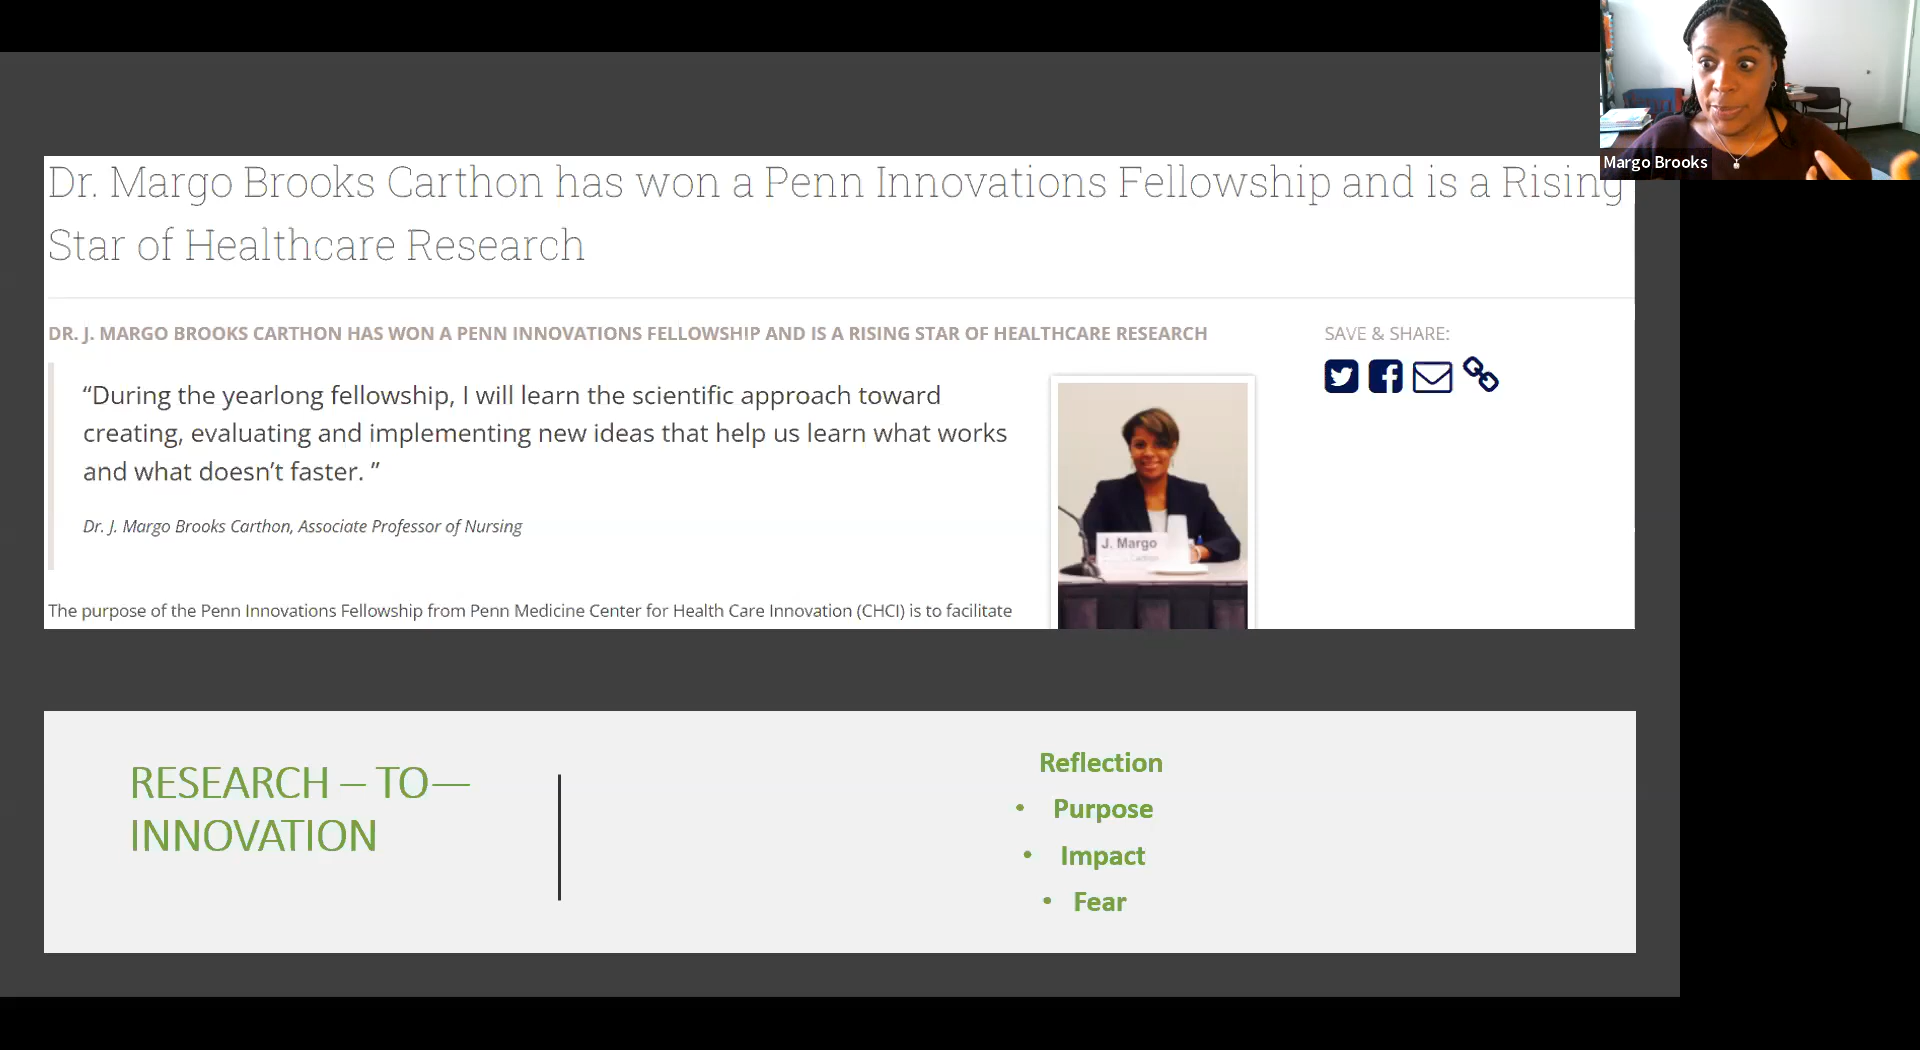 Dr. Margo Brooks Carthon has won a Penn Innovations Fellowship and is a Rising
Star of Healthcare Research
DR. J. MARGO BROOKS CARTHON HAS WON A PENN INNOVATIONS FELLOWSHIP AND IS A RISING STAR OF HEALTHCARE RESEARCH
SAVE & SHARE:
“During the yearlong fellowship, I will learn the scientific approach toward
creating, evaluating and implementing new ideas that help us learn what works
and what doesn’t faster. ”
Dr. J. Margo Brooks Carthon, Associate Professor of Nursing
J. Margo
The purpose of the Penn Innovations Fellowship from Penn Medicine Center for Health Care Innovation (CHCI) is to facilitate
Margo Brooks
RESEARCH – TO—
INNOVATION
Reflection
• Purpose
• Impact
• Fear